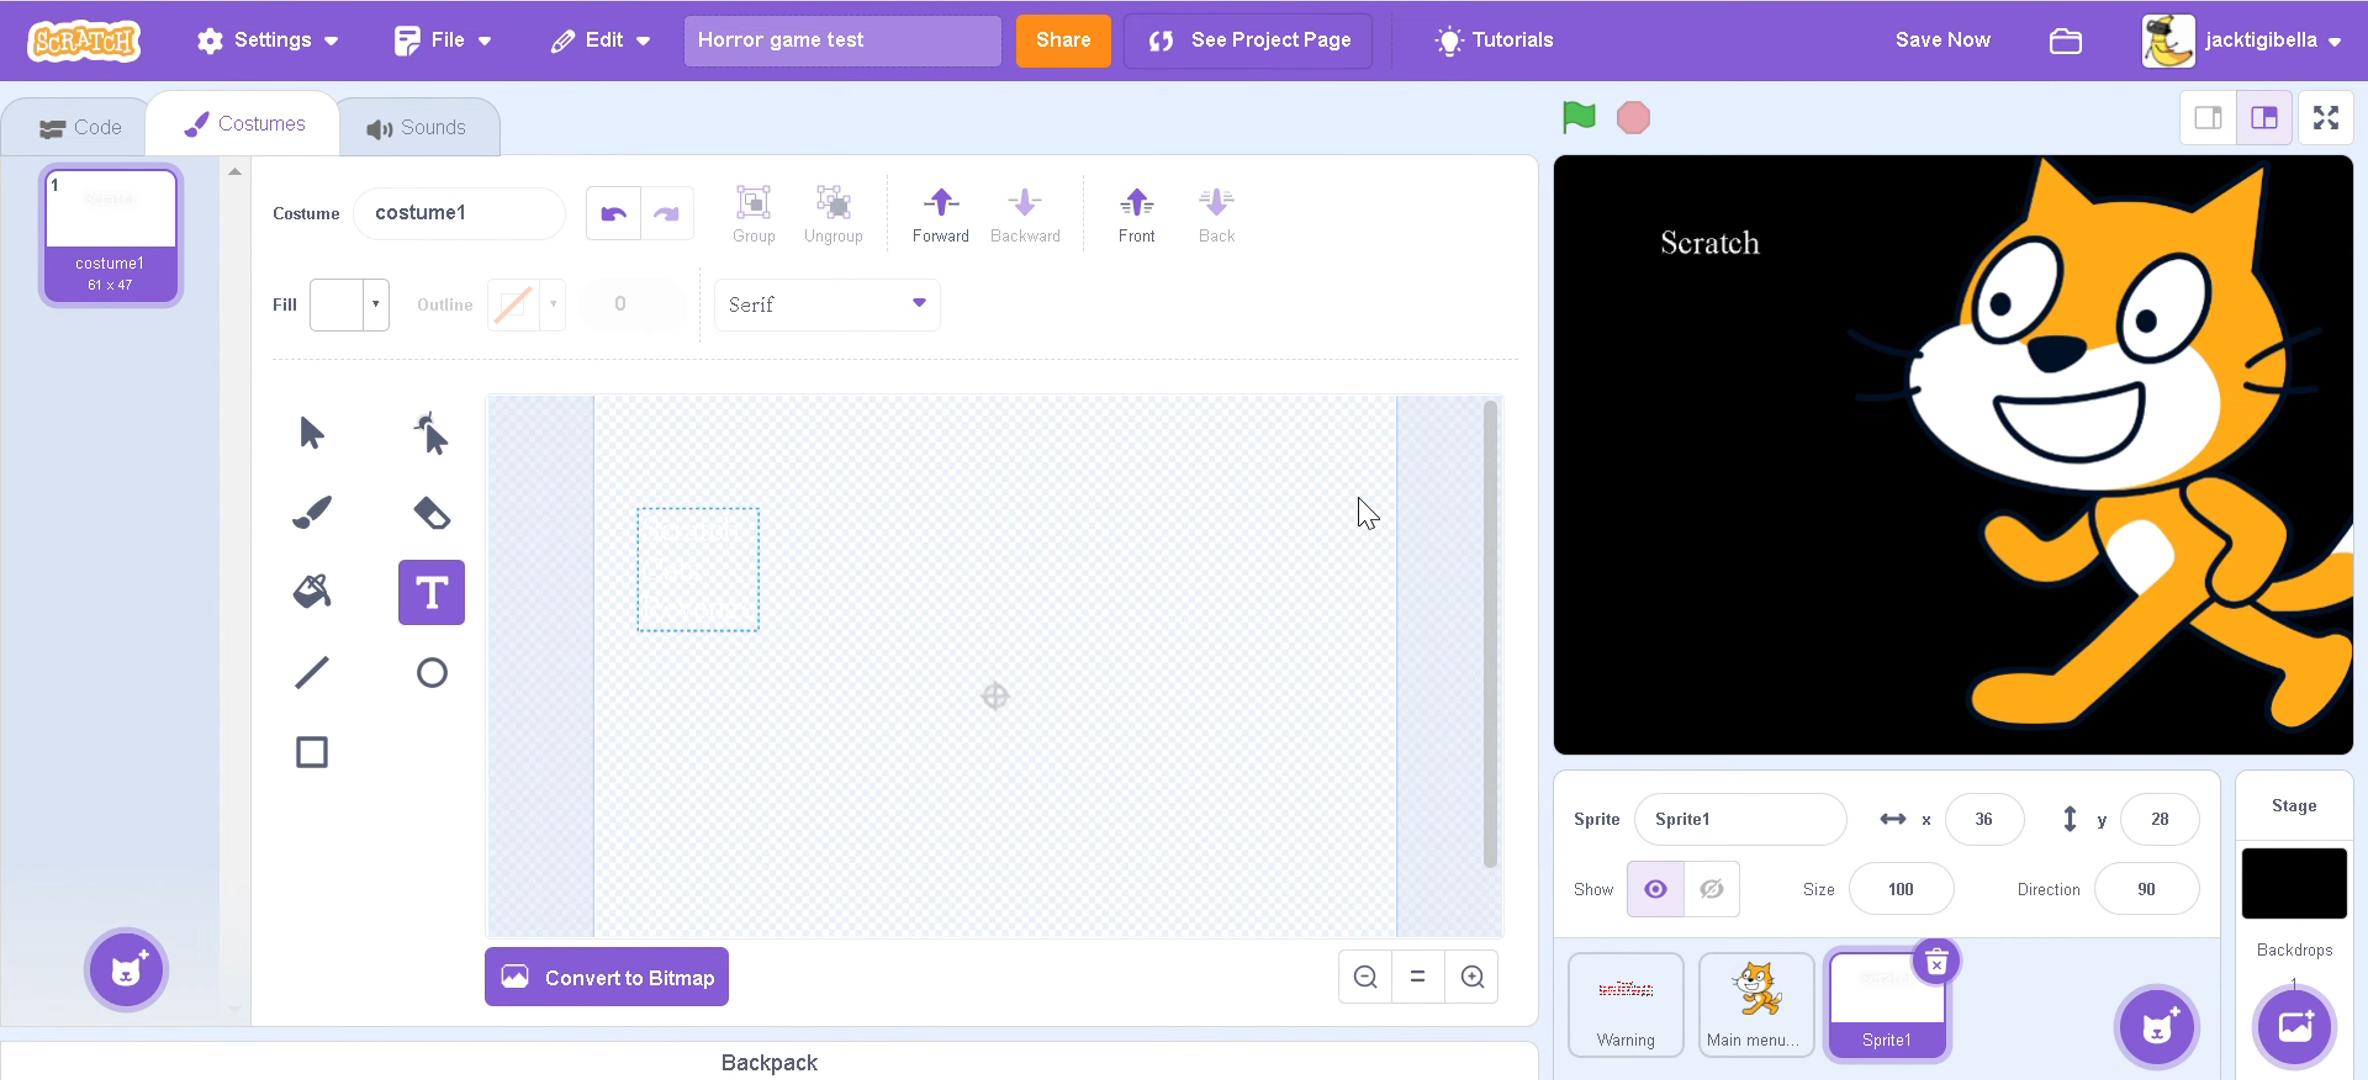 SCRATCH
Settings
File
Edit
Horror game test
Share
See Project Page
Tutorials
Save Now
jacktigibella
Code
Costumes
Sounds
1
costume1
61 x 47
Costume
costume1
Group
Ungroup
Forward
Backward
Front
Back
Fill
Outline
0
Serif
Convert to Bitmap
Backpack
Scratch
Sprite
Sprite1
x
36
y
28
Show
Size
100
Direction
90
Warning
Main menu...
Sprite1
Stage
Backdrops
1